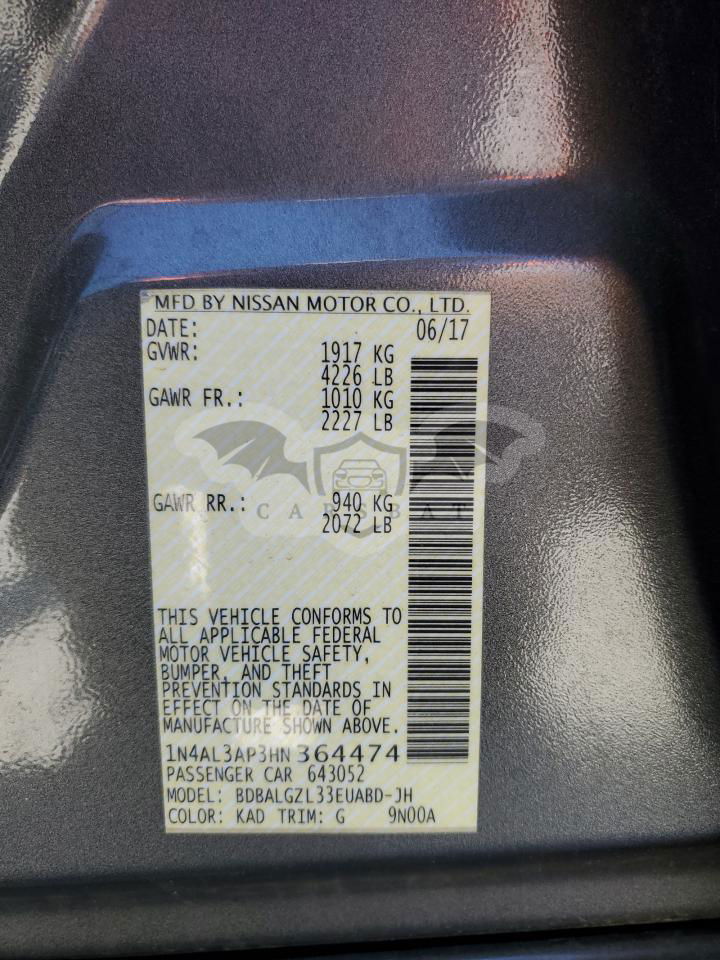 MFD BY NISSAN MOTOR CO., LTD.
DATE: 06/17
GVWR: 1917 KG
4226 LB
GAWR FR.: 1010 KG
2227 LB
GAWR RR.: 940 KG
2072 LB
CARSBAT
THIS VEHICLE CONFORMS TO
ALL APPLICABLE FEDERAL
MOTOR VEHICLE SAFETY,
BUMPER, AND THEFT
PREVENTION STANDARDS IN
EFFECT ON THE DATE OF
MANUFACTURE SHOWN ABOVE.
1N4AL3AP3HN364474
PASSENGER CAR 643052
MODEL: BDBALGZL33EUABD-JH
COLOR: KAD TRIM: G 9N00A